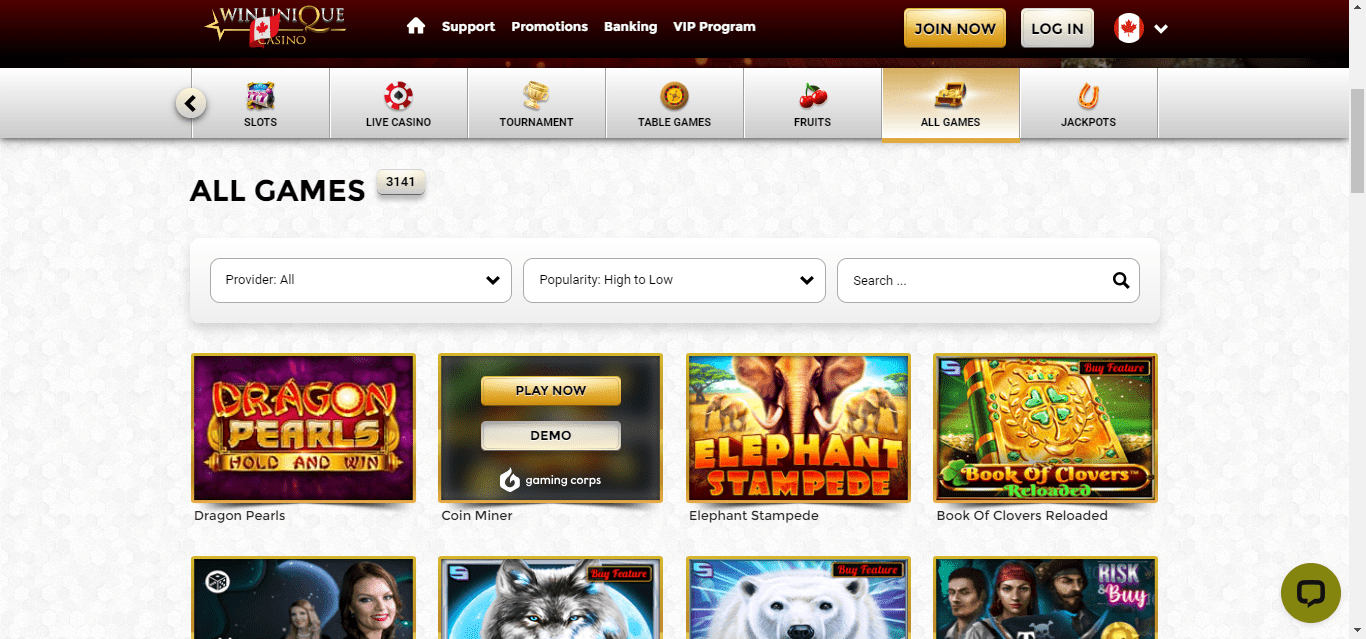 WINUNIQUE
CASINO
Support
Promotions
Banking
VIP Program
JOIN NOW
LOG IN
SLOTS
LIVE CASINO
TOURNAMENT
TABLE GAMES
FRUITS
ALL GAMES
JACKPOTS
ALL GAMES
3141
Provider: All
Popularity: High to Low
Search ...
DRAGON
PEARLS
HOLD AND WIN
PLAY NOW
DEMO
gaming corps
ELEPHANT
STAMPEDE
Buy Feature
Book Of Clovers™
Reloaded
Dragon Pearls
Coin Miner
Elephant Stampede
Book Of Clovers Reloaded
Buy Feature
Buy Feature
RISK
& Buy